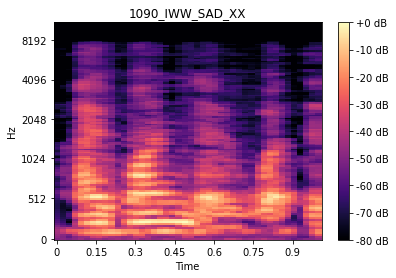 1090_IWW_SAD_XX
Hz
8192
4096
2048
1024
512
0
0 0.15 0.3 0.45 0.6 0.75 0.9
Time
+0 dB
-10 dB
-20 dB
-30 dB
-40 dB
-50 dB
-60 dB
-70 dB
-80 dB